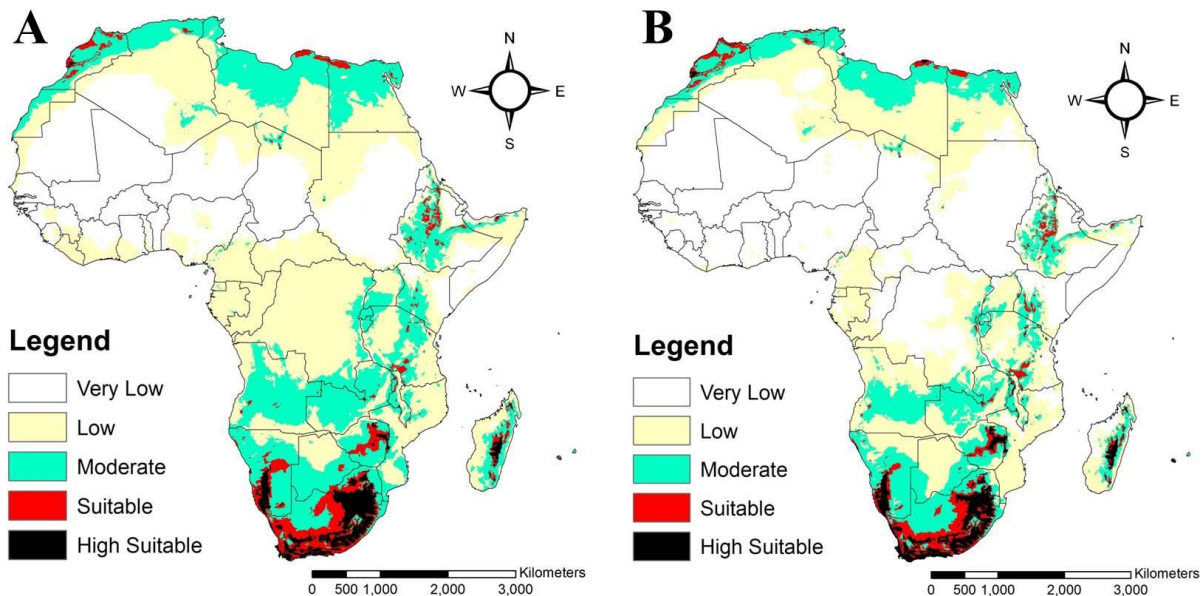 A
N
W E
S
Legend
Very Low
Low
Moderate
Suitable
High Suitable
Kilometers
0 500 1,000 2,000 3,000
B
N
W E
S
Legend
Very Low
Low
Moderate
Suitable
High Suitable
Kilometers
0 500 1,000 2,000 3,000